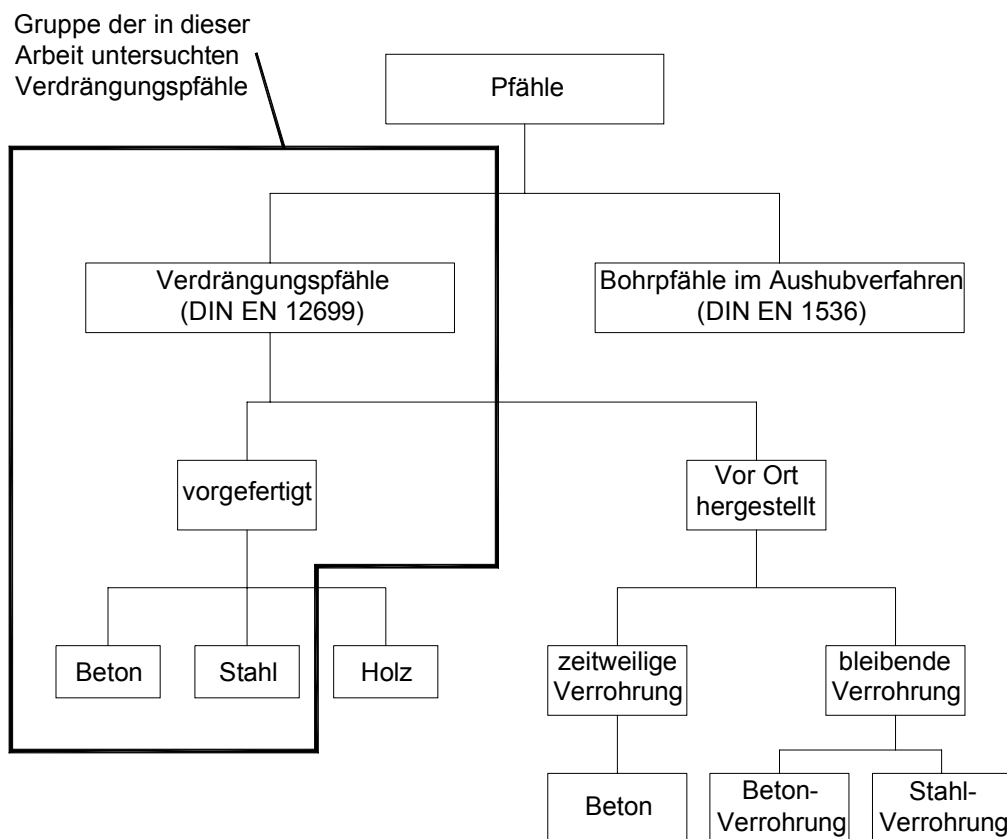 Gruppe der in dieser
Arbeit untersuchten
Verdrängungspfähle
Pfähle
Verdrängungspfähle
(DIN EN 12699)
Bohrpfähle im Aushubverfahren
(DIN EN 1536)
vorgefertigt
Vor Ort
hergestellt
Beton
Stahl
Holz
zeitweilige
Verrohrung
bleibende
Verrohrung
Beton
Beton-
Verrohrung
Stahl-
Verrohrung